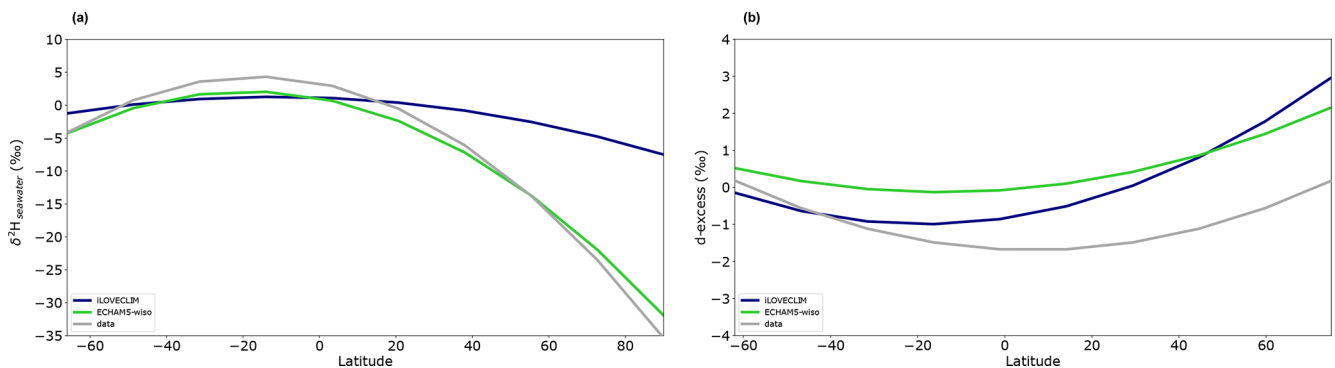 (a)
10
5
0
−5
−10
−15
−20
−25
−30
−35
δ²H seawater (‰)
−60
−40
−20
0
20
40
60
80
Latitude
iLOVECLIM
ECHAM5-wiso
data
(b)
4
3
2
1
0
−1
−2
−3
−4
d-excess (‰)
−60
−40
−20
0
20
40
60
Latitude
iLOVECLIM
ECHAM5-wiso
data